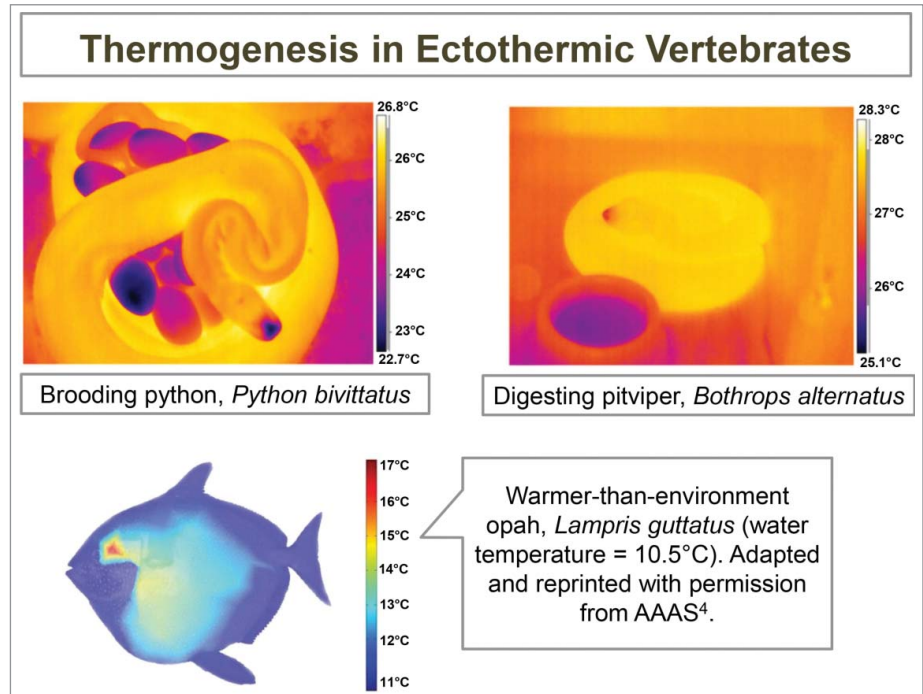 Thermogenesis in Ectothermic Vertebrates
26.8°C
26°C
25°C
24°C
23°C
22.7°C
28.3°C
28°C
27°C
26°C
25.1°C
Brooding python, Python bivittatus
Digesting pitviper, Bothrops alternatus
17°C
16°C
15°C
14°C
13°C
12°C
11°C
Warmer-than-environment
opah, Lampris guttatus (water
temperature = 10.5°C). Adapted
and reprinted with permission
from AAAS⁴.